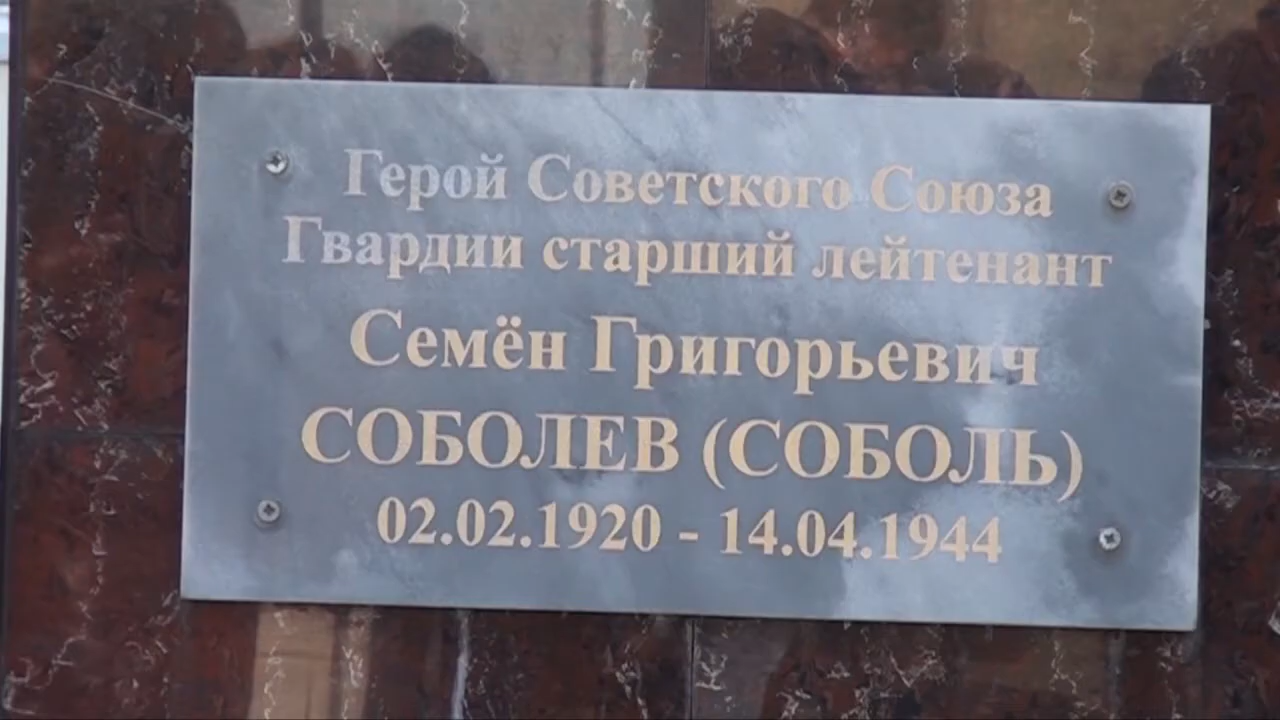 Герой Советского Союза
Гвардии старший лейтенант
Семён Григорьевич
СОБОЛЕВ (СОБОЛЬ)
02.02.1920 - 14.04.1944